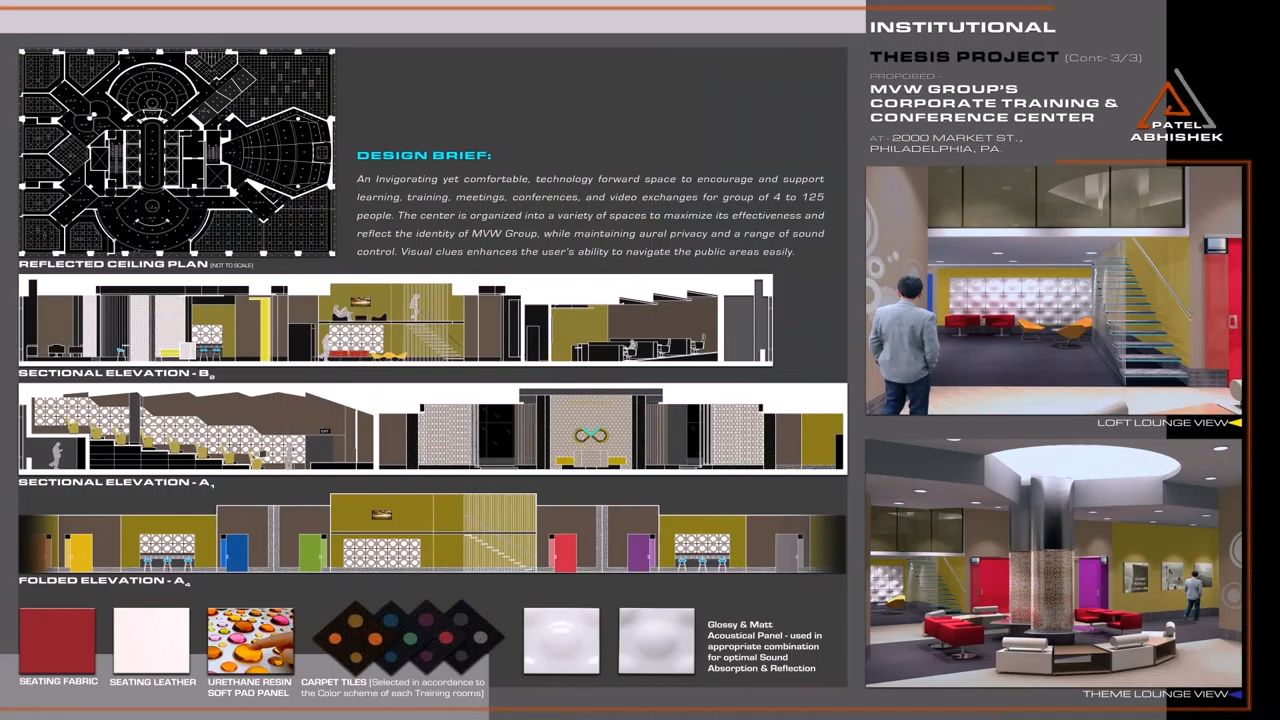 INSTITUTIONAL
THESIS PROJECT (Cont- 3/3)
PROPOSED -
MVW GROUP'S
CORPORATE TRAINING &
CONFERENCE CENTER
AT - 2000 MARKET ST.,
PHILADELPHIA, PA.
PATEL
ABHISHEK
DESIGN BRIEF:
An Invigorating yet comfortable, technology forward space to encourage and support
learning, training, meetings, conferences, and video exchanges for group of 4 to 125
people. The center is organized into a variety of spaces to maximize its effectiveness and
reflect the identity of MVW Group, while maintaining aural privacy and a range of sound
control. Visual clues enhances the user's ability to navigate the public areas easily.
REFLECTED CEILING PLAN (NOT TO SCALE)
SECTIONAL ELEVATION - B2
EXIT
SECTIONAL ELEVATION - A1
FOLDED ELEVATION - A4
LOFT LOUNGE VIEW
THEME LOUNGE VIEW
SEATING FABRIC
SEATING LEATHER
URETHANE RESIN
SOFT PAD PANEL
CARPET TILES (Selected in accordance to
the Color scheme of each Training rooms)
Glossy & Matt
Acoustical Panel - used in
appropriate combination
for optimal Sound
Absorption & Reflection